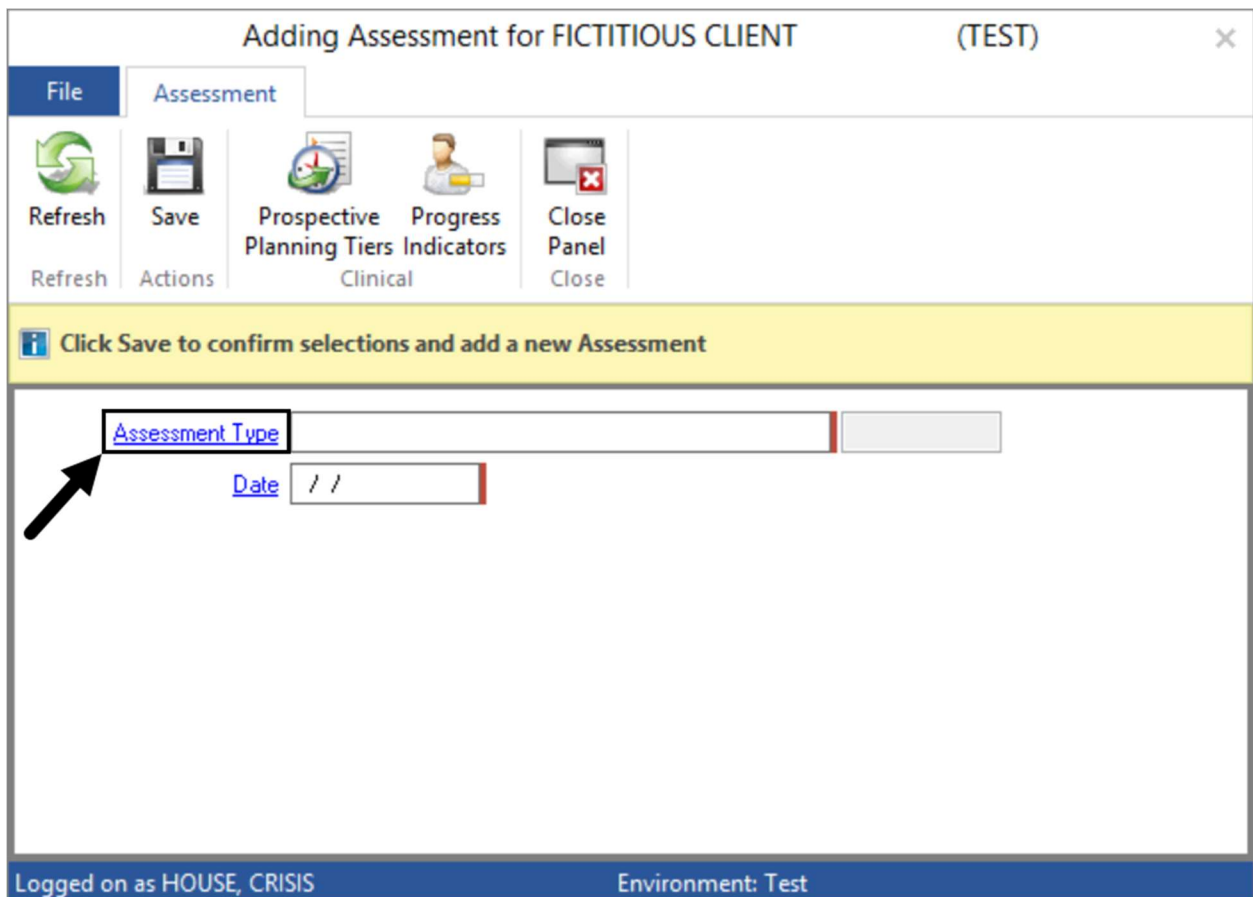 Adding Assessment for FICTITIOUS CLIENT (TEST)
File Assessment
Refresh Save Prospective Planning Tiers Progress Indicators Close Panel
Refresh Actions Clinical Close
Click Save to confirm selections and add a new Assessment
Assessment Type
Date / /
Logged on as HOUSE, CRISIS Environment: Test